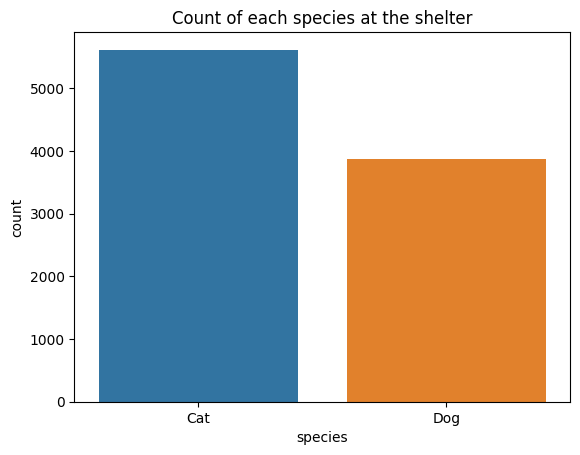 Count of each species at the shelter
count
5000
4000
3000
2000
1000
0
Cat Dog
species